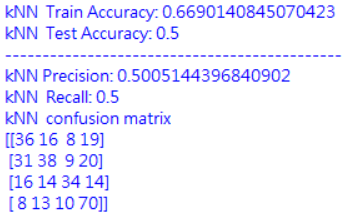 kNN Train Accuracy: 0.6690140845070423
kNN Test Accuracy: 0.5
--------------------------------------------
kNN Precision: 0.5005144396840902
kNN Recall: 0.5
kNN confusion matrix
[[36 16 8 19]
[31 38 9 20]
[16 14 34 14]
[ 8 13 10 70]]